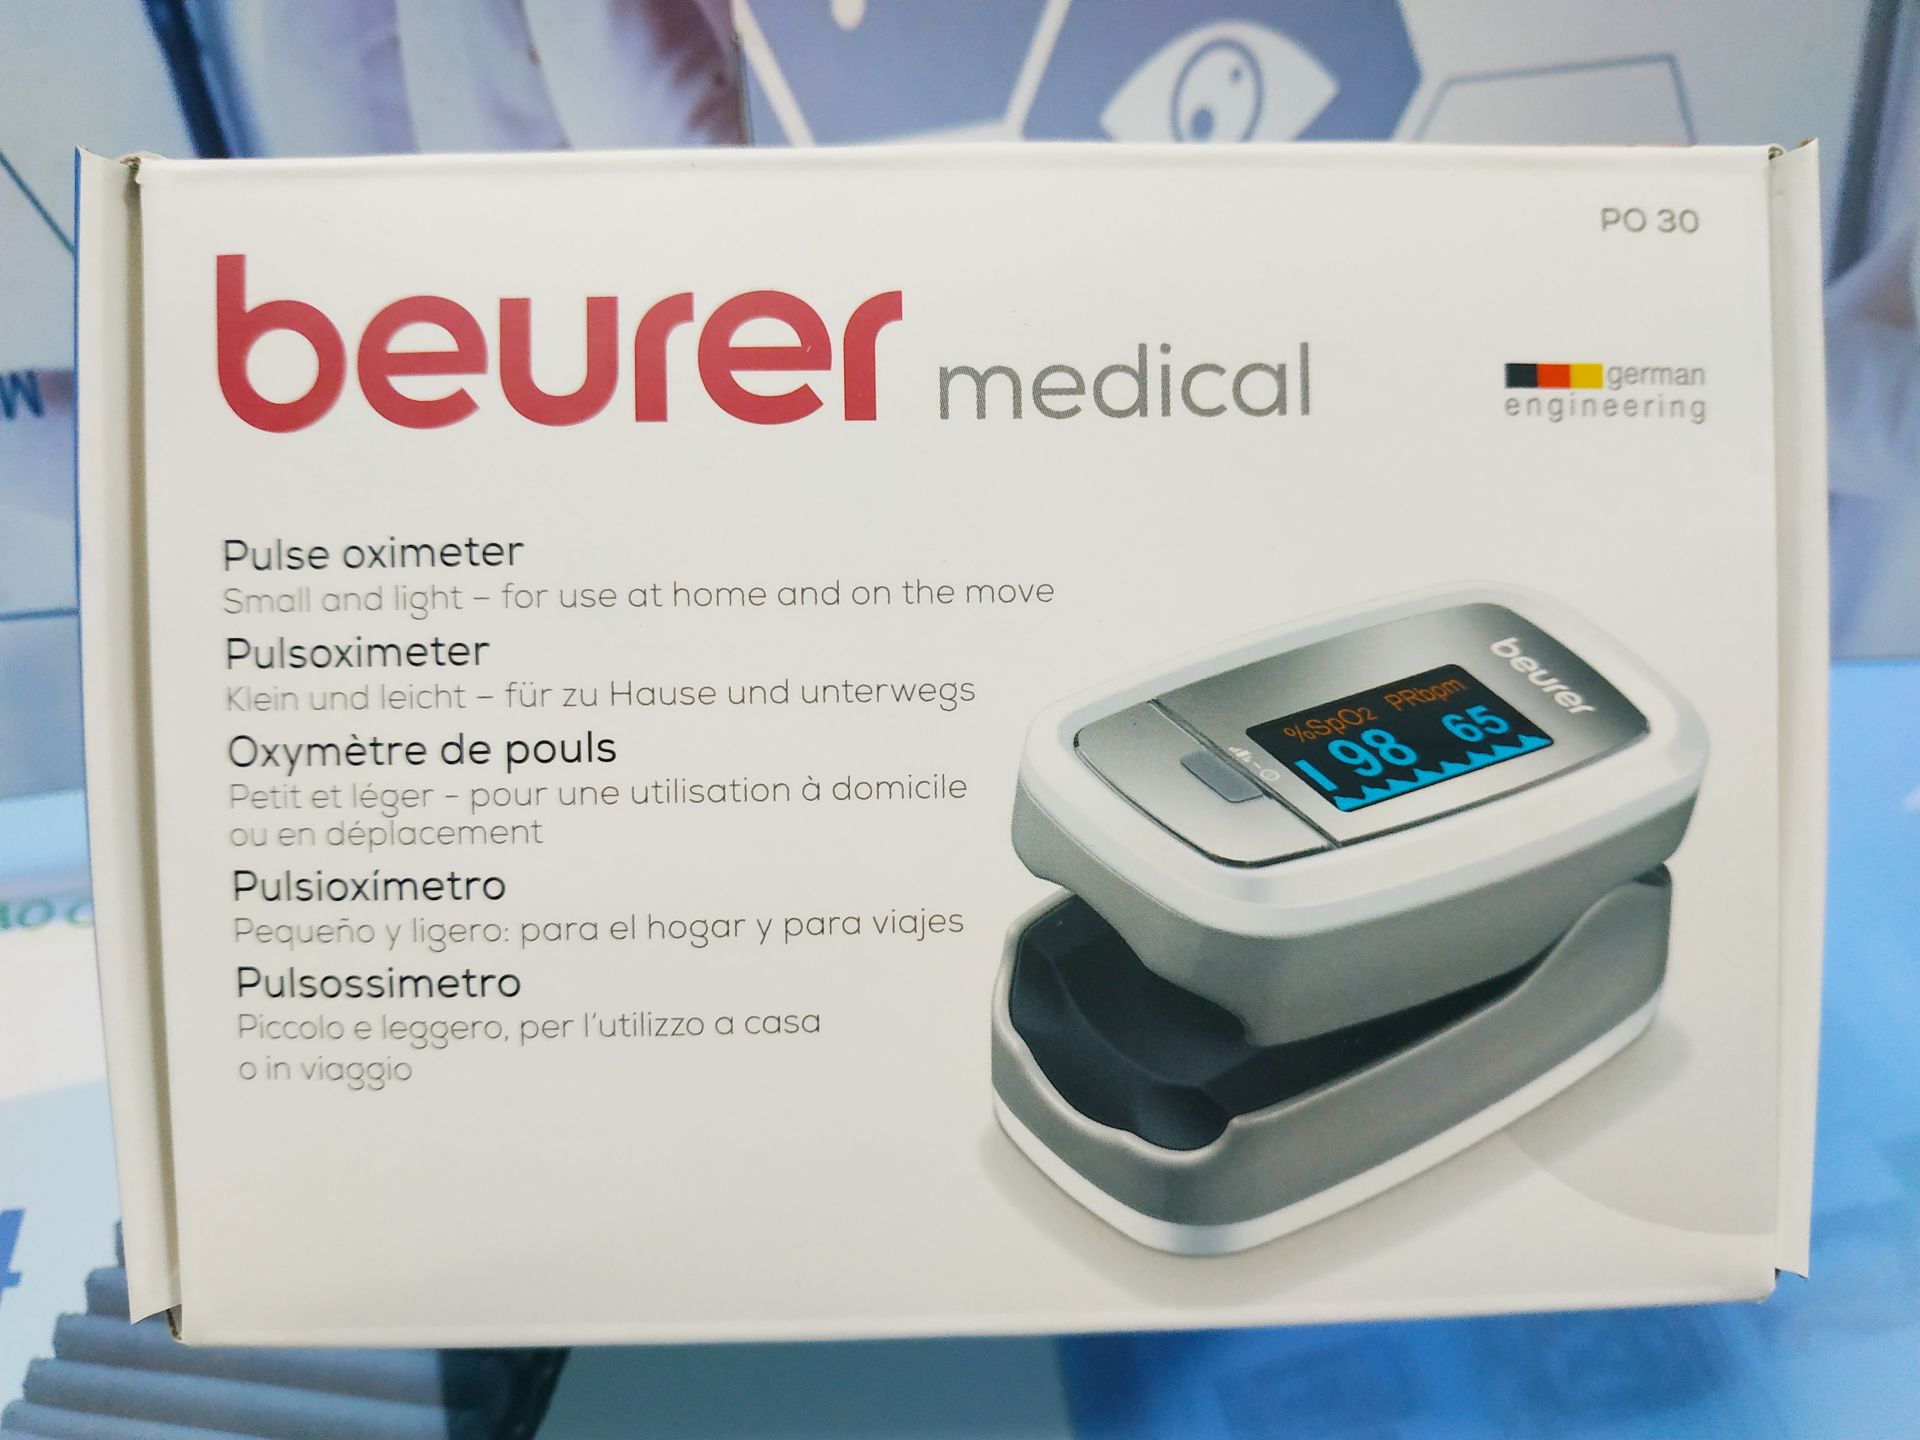 PO 30
beurer medical
german
engineering
Pulse oximeter
Small and light – for use at home and on the move
Pulsoximeter
Klein und leicht – für zu Hause und unterwegs
Oxymètre de pouls
Petit et léger - pour une utilisation à domicile
ou en déplacement
Pulsioxímetro
Pequeño y ligero: para el hogar y para viajes
Pulsossimetro
Piccolo e leggero, per l'utilizzo a casa
o in viaggio
beurer
%SpO2 PRbpm
98 65